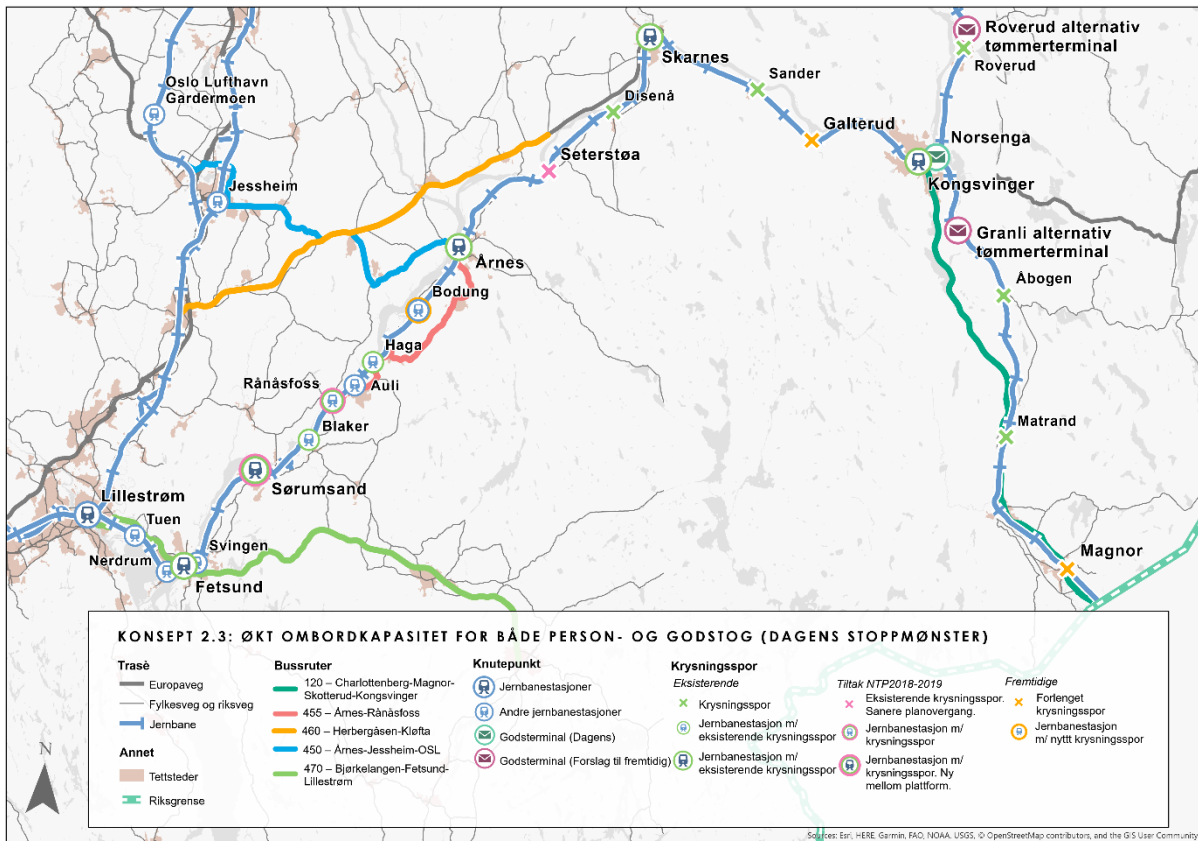 Roverud alternativ
tømmerterminal
Roverud
Skarnes
Sander
Oslo Lufthavn
Gardermoen
Disenå
Galterud
Norsenga
Seterstøa
Kongsvinger
Jessheim
Granli alternativ
tømmerterminal
Årnes
Åbogen
Bodung
Haga
Rånåsfoss
Auli
Blaker
Matrand
Sørumsand
Lillestrøm
Tuen
Svingen
Nerdrum
Magnor
Fetsund
KONSEPT 2.3: ØKT OMBORDKAPASITET FOR BÅDE PERSON- OG GODSTOG (DAGENS STOPPMØNSTER)
Trasè
Europaveg
Fylkesveg og riksveg
Jernbane
Annet
Tettsteder
Riksgrense
Bussruter
120 – Charlottenberg-Magnor-
Skotterud-Kongsvinger
455 – Årnes-Rånåsfoss
460 – Herbergåsen-Kløfta
450 – Årnes-Jessheim-OSL
470 – Bjørkelangen-Fetsund-
Lillestrøm
Knutepunkt
Jernbanestasjoner
Andre jernbanestasjoner
Godsterminal (Dagens)
Godsterminal (Forslag til fremtidig)
Krysningsspor
Eksisterende
Krysningsspor
Jernbanestasjon m/
eksisterende krysningsspor
Jernbanestasjon m/
eksisterende krysningsspor
Tiltak NTP2018-2019
Eksisterende krysningsspor.
Sanere planovergang.
Jernbanestasjon m/
krysningsspor
Jernbanestasjon m/
krysningsspor. Ny
mellom plattform.
Fremtidige
Forlenget
krysningsspor
Jernbanestasjon
m/ nyttt krysningsspor
N
Sources: Esri, HERE, Garmin, FAO, NOAA, USGS, © OpenStreetMap contributors, and the GIS User Community